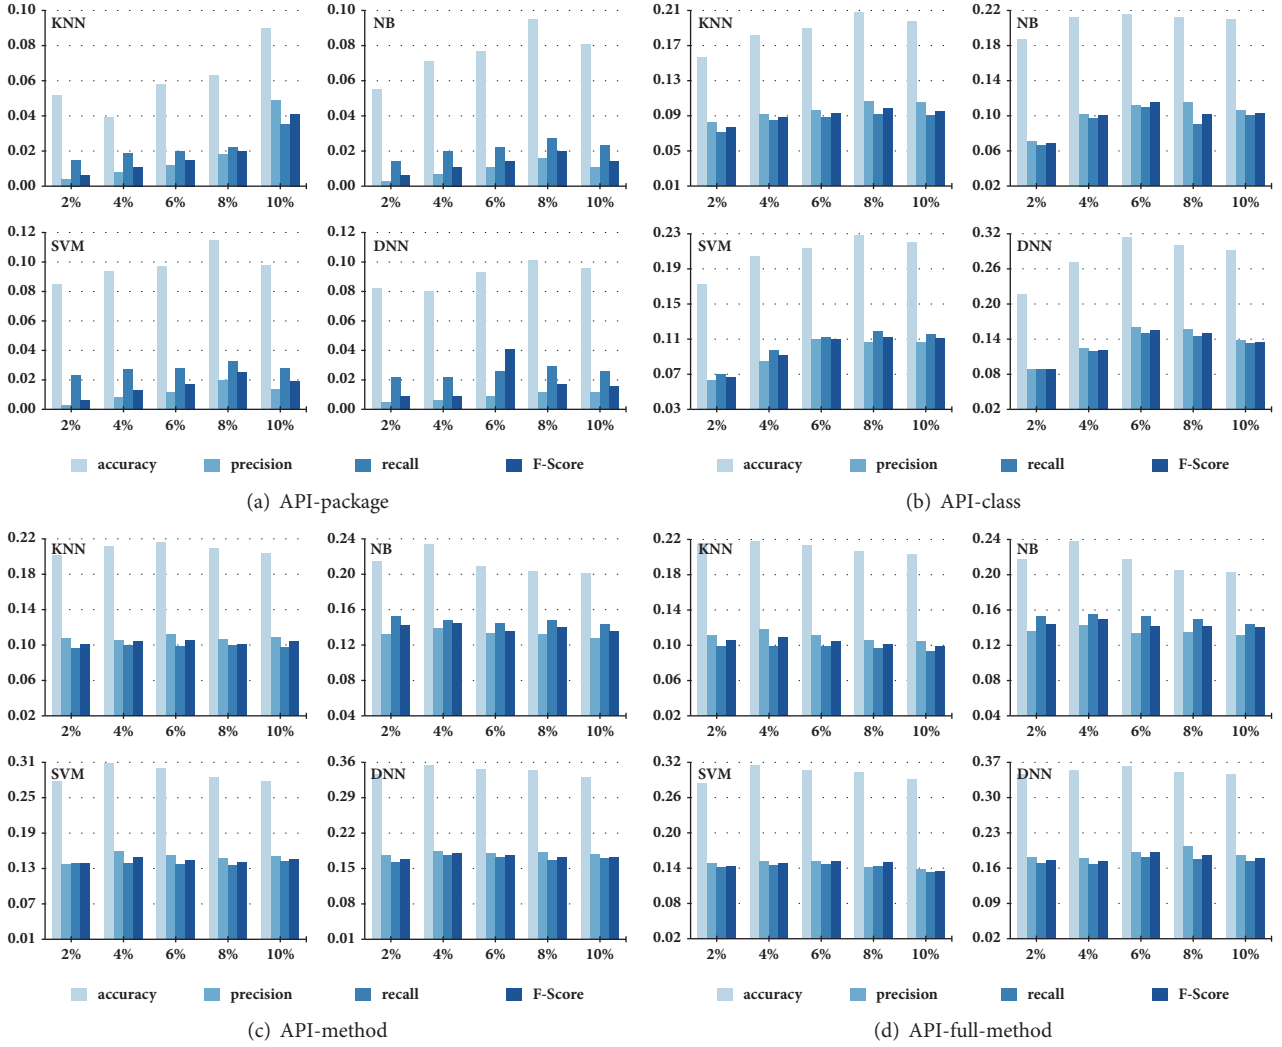 KNN
0.10
0.08
0.06
0.04
0.02
0.00
2% 4% 6% 8% 10%
NB
0.10
0.08
0.06
0.04
0.02
0.00
2% 4% 6% 8% 10%
SVM
0.12
0.10
0.08
0.06
0.04
0.02
0.00
2% 4% 6% 8% 10%
DNN
0.12
0.10
0.08
0.06
0.04
0.02
0.00
2% 4% 6% 8% 10%
accuracy precision recall F-Score
(a) API-package
KNN
0.21
0.17
0.13
0.09
0.05
0.01
2% 4% 6% 8% 10%
NB
0.22
0.18
0.14
0.10
0.06
0.02
2% 4% 6% 8% 10%
SVM
0.23
0.19
0.15
0.11
0.07
0.03
2% 4% 6% 8% 10%
DNN
0.32
0.26
0.20
0.14
0.08
0.02
2% 4% 6% 8% 10%
accuracy precision recall F-Score
(b) API-class
KNN
0.22
0.18
0.14
0.10
0.06
0.02
2% 4% 6% 8% 10%
NB
0.24
0.20
0.16
0.12
0.08
0.04
2% 4% 6% 8% 10%
SVM
0.31
0.25
0.19
0.13
0.07
0.01
2% 4% 6% 8% 10%
DNN
0.36
0.29
0.22
0.15
0.08
0.01
2% 4% 6% 8% 10%
accuracy precision recall F-Score
(c) API-method
KNN
0.22
0.18
0.14
0.10
0.06
0.02
2% 4% 6% 8% 10%
NB
0.24
0.20
0.16
0.12
0.08
0.04
2% 4% 6% 8% 10%
SVM
0.32
0.26
0.20
0.14
0.08
0.02
2% 4% 6% 8% 10%
DNN
0.37
0.30
0.23
0.16
0.09
0.02
2% 4% 6% 8% 10%
accuracy precision recall F-Score
(d) API-full-method